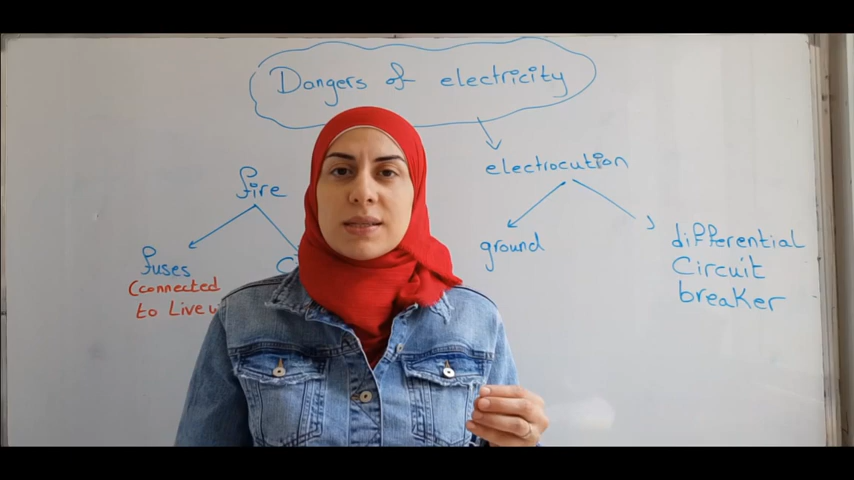 Dangers of electricity
electrocution
fire
ground
differential
Circuit
breaker
fuses
(connected
to Live